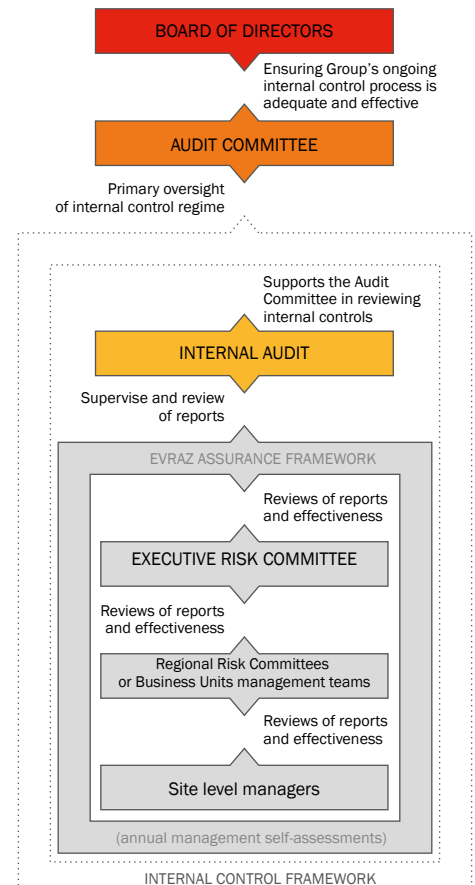 BOARD OF DIRECTORS
Ensuring Group’s ongoing
internal control process is
adequate and effective
AUDIT COMMITTEE
Primary oversight
of internal control regime
Supports the Audit
Committee in reviewing
internal controls
INTERNAL AUDIT
Supervise and review
of reports
EVRAZ ASSURANCE FRAMEWORK
Reviews of reports
and effectiveness
EXECUTIVE RISK COMMITTEE
Reviews of reports
and effectiveness
Regional Risk Committees
or Business Units management teams
Reviews of reports
and effectiveness
Site level managers
(annual management self-assessments)
INTERNAL CONTROL FRAMEWORK